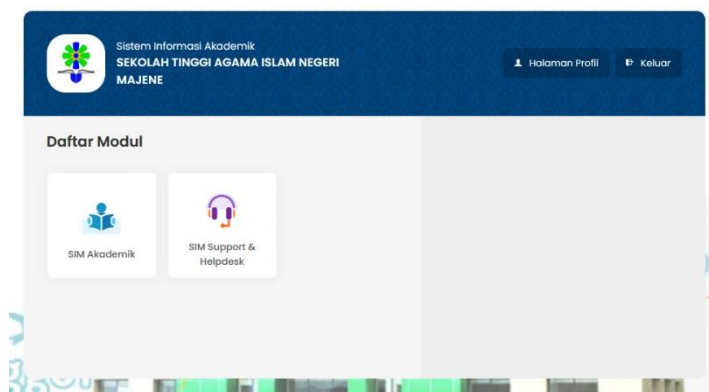 Sistem Informasi Akademik
SEKOLAH TINGGI AGAMA ISLAM NEGERI
MAJENE
Halaman Profil
Keluar
Daftar Modul
SIM Akademik
SIM Support &
Helpdesk